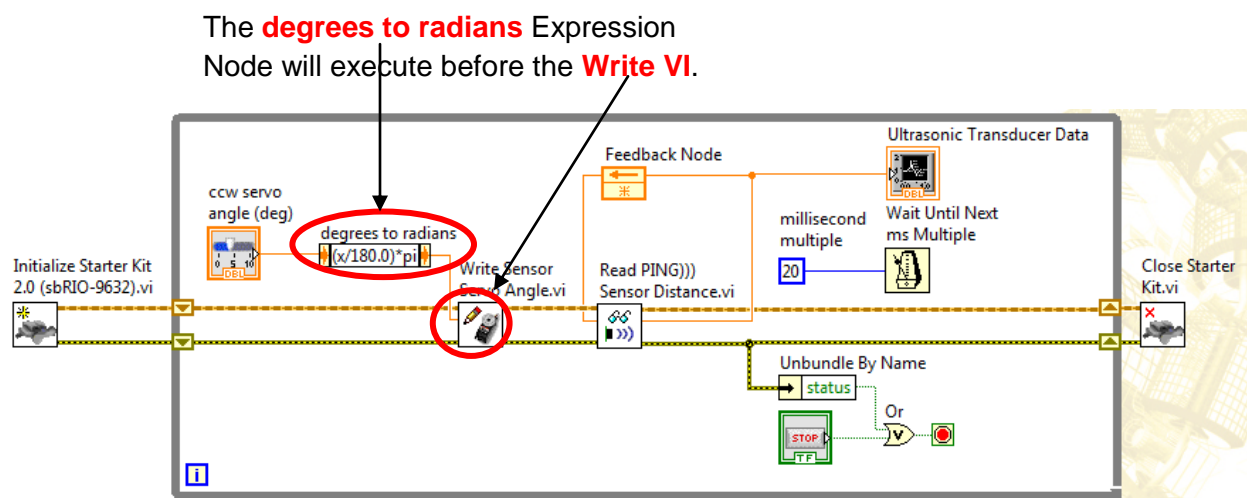 The degrees to radians Expression
Node will execute before the Write VI.
Ultrasonic Transducer Data
Feedback Node
DBL
ccw servo
angle (deg)
0 5 10
DBL
degrees to radians
(x/180.0)*pi
millisecond
multiple
20
Wait Until Next
ms Multiple
Initialize Starter Kit
2.0 (sbRIO-9632).vi
Write Sensor
Servo Angle.vi
Read PING)))
Sensor Distance.vi
Close Starter
Kit.vi
Unbundle By Name
status
Or
V
STOP
TF
i